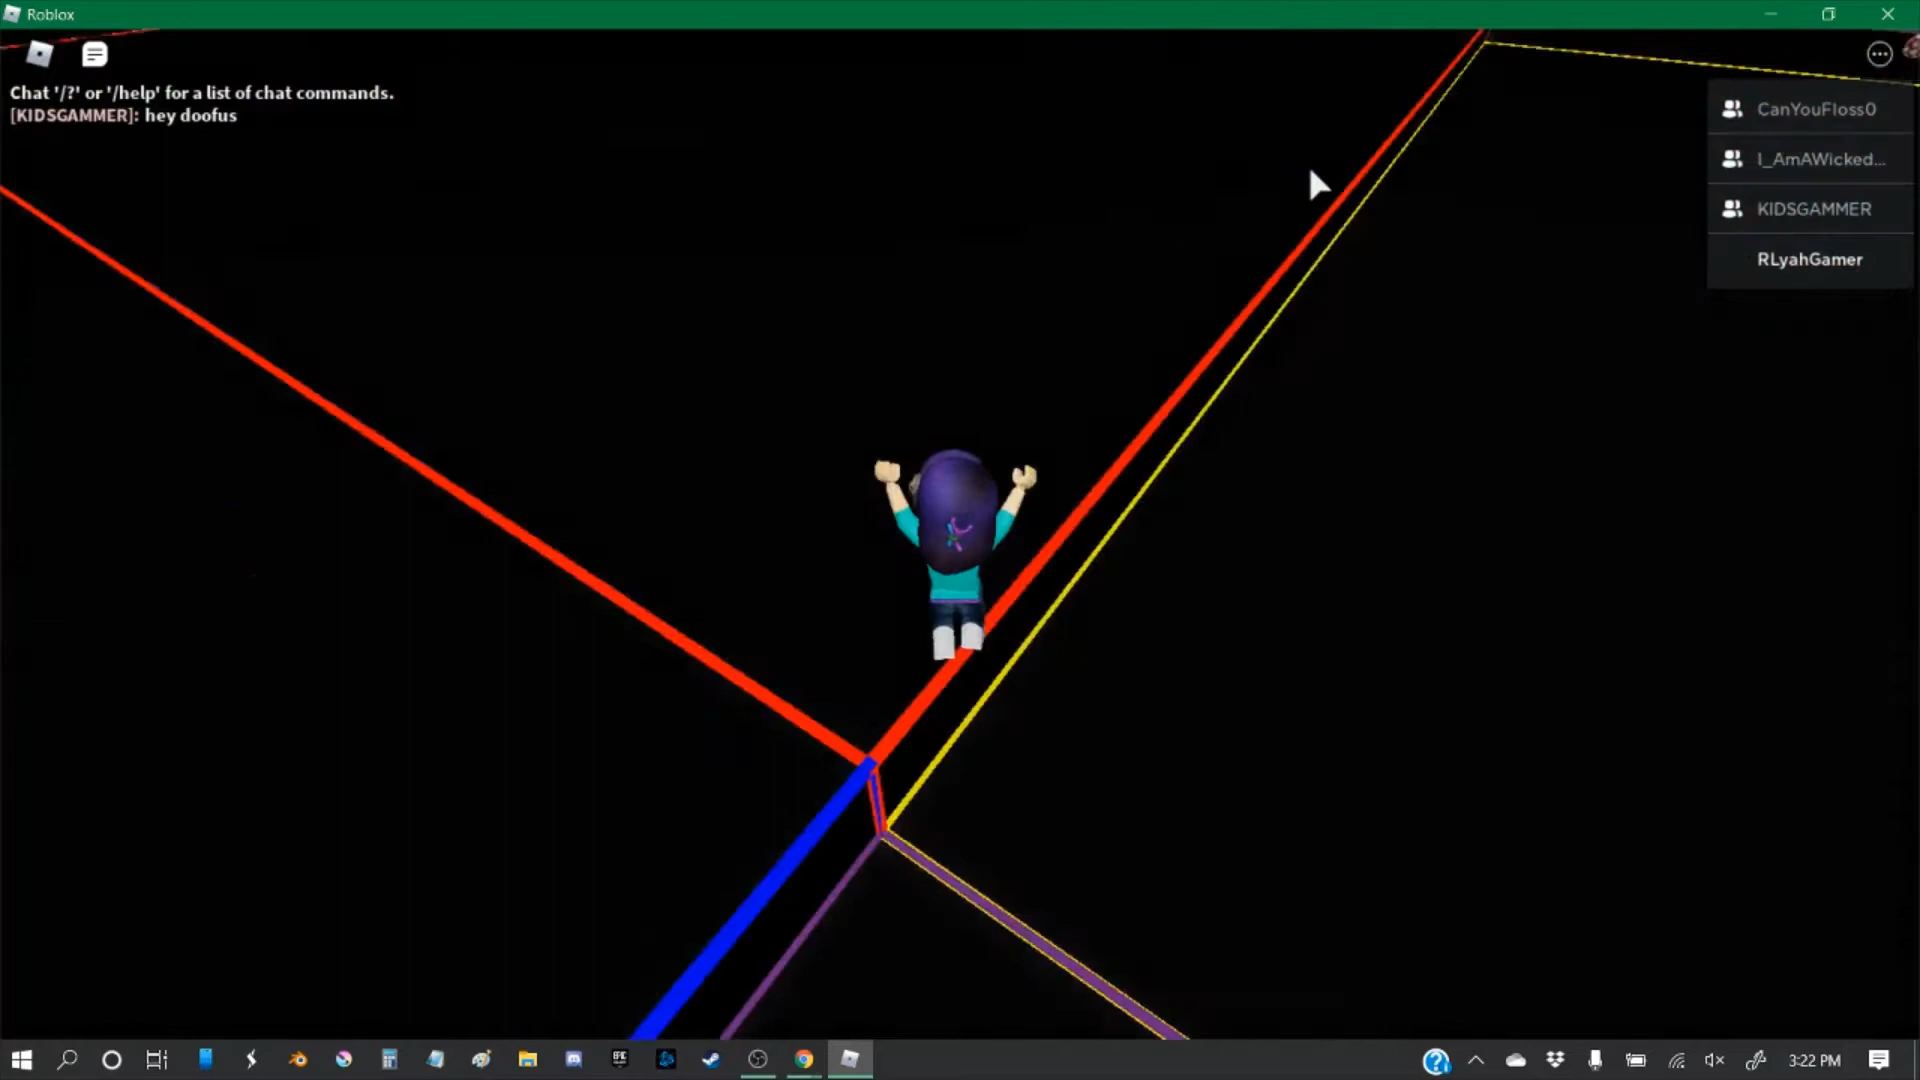 Roblox
Chat '/?' or '/help' for a list of chat commands.
[KIDSGAMMER]: hey doofus
CanYouFloss0
I_AmAWicked...
KIDSGAMMER
RLyahGamer
EPIC
3:22 PM